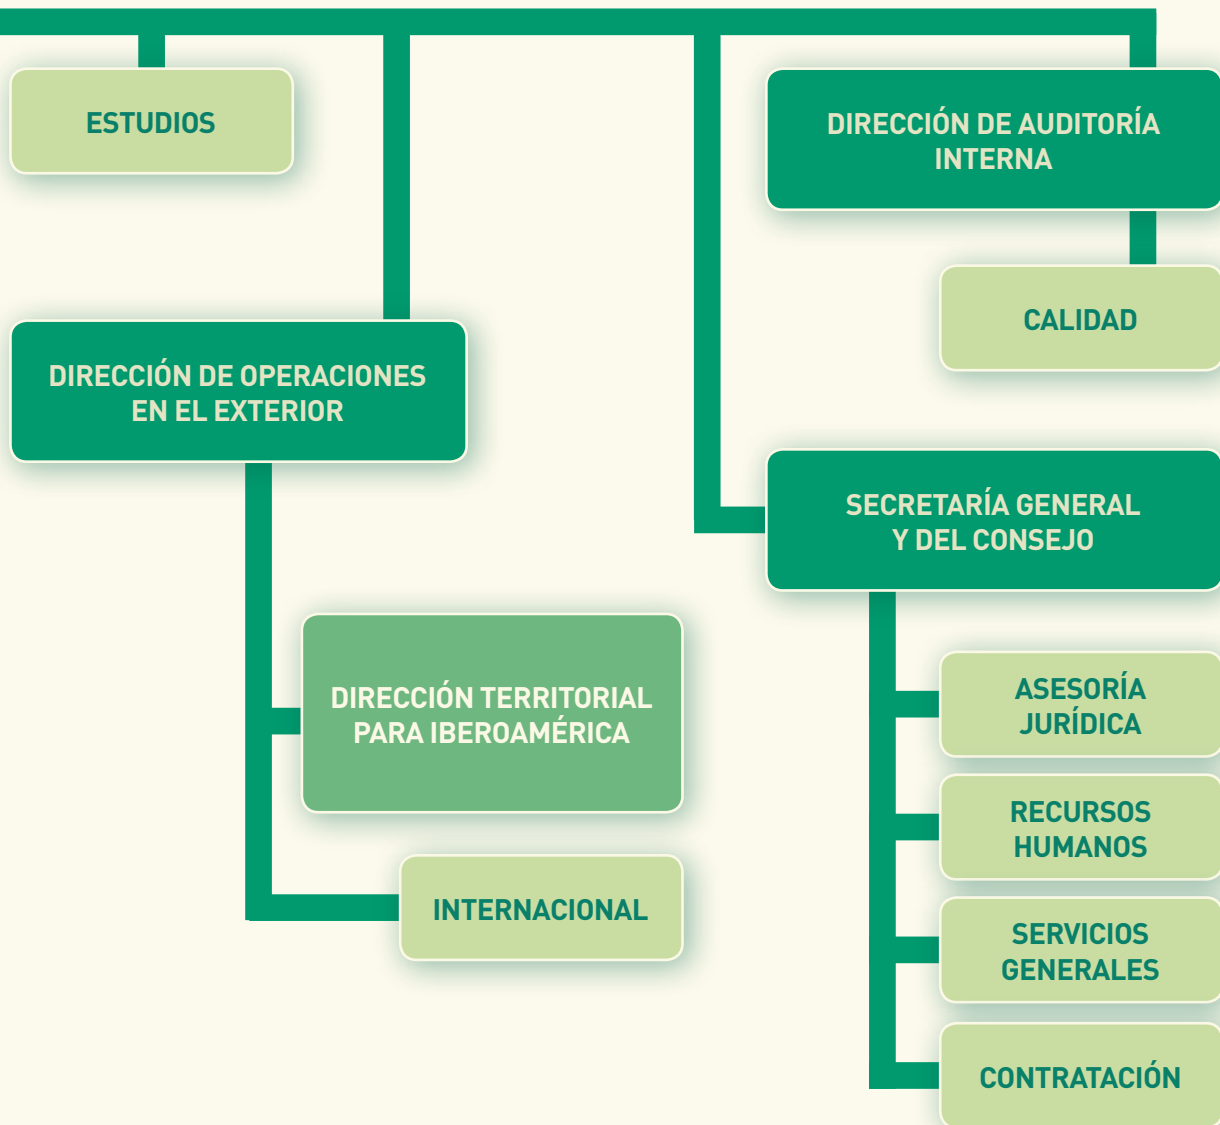 ESTUDIOS
DIRECCIÓN DE AUDITORÍA
INTERNA
CALIDAD
DIRECCIÓN DE OPERACIONES
EN EL EXTERIOR
SECRETARÍA GENERAL
Y DEL CONSEJO
DIRECCIÓN TERRITORIAL
PARA IBEROAMÉRICA
INTERNACIONAL
ASESORÍA
JURÍDICA
RECURSOS
HUMANOS
SERVICIOS
GENERALES
CONTRATACIÓN